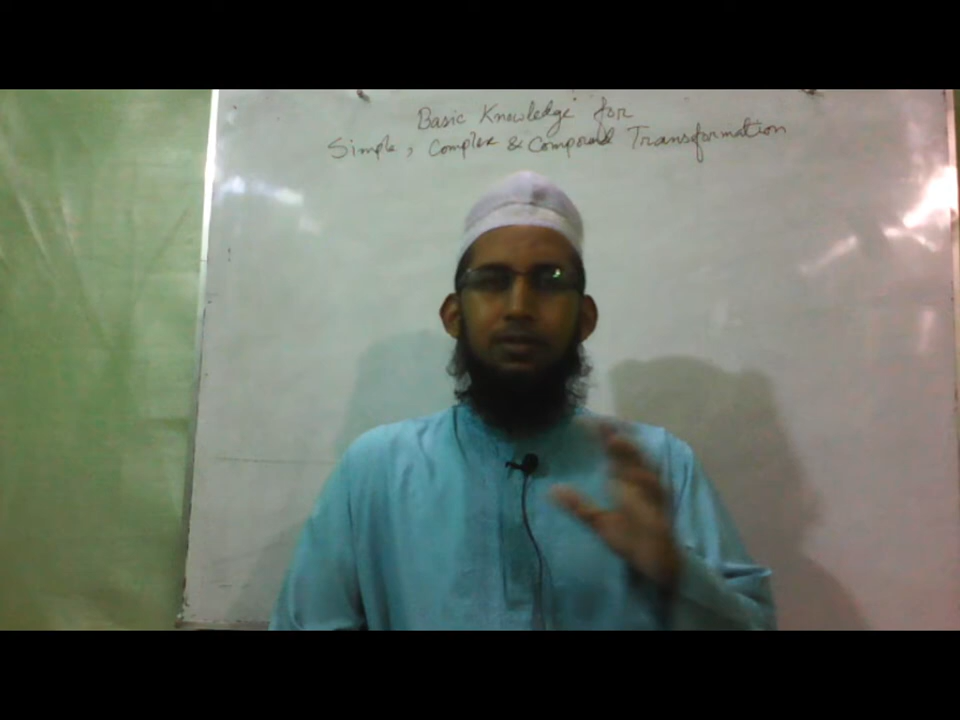 Basic Knowledge for
Simple, Complex & Compound Transformation